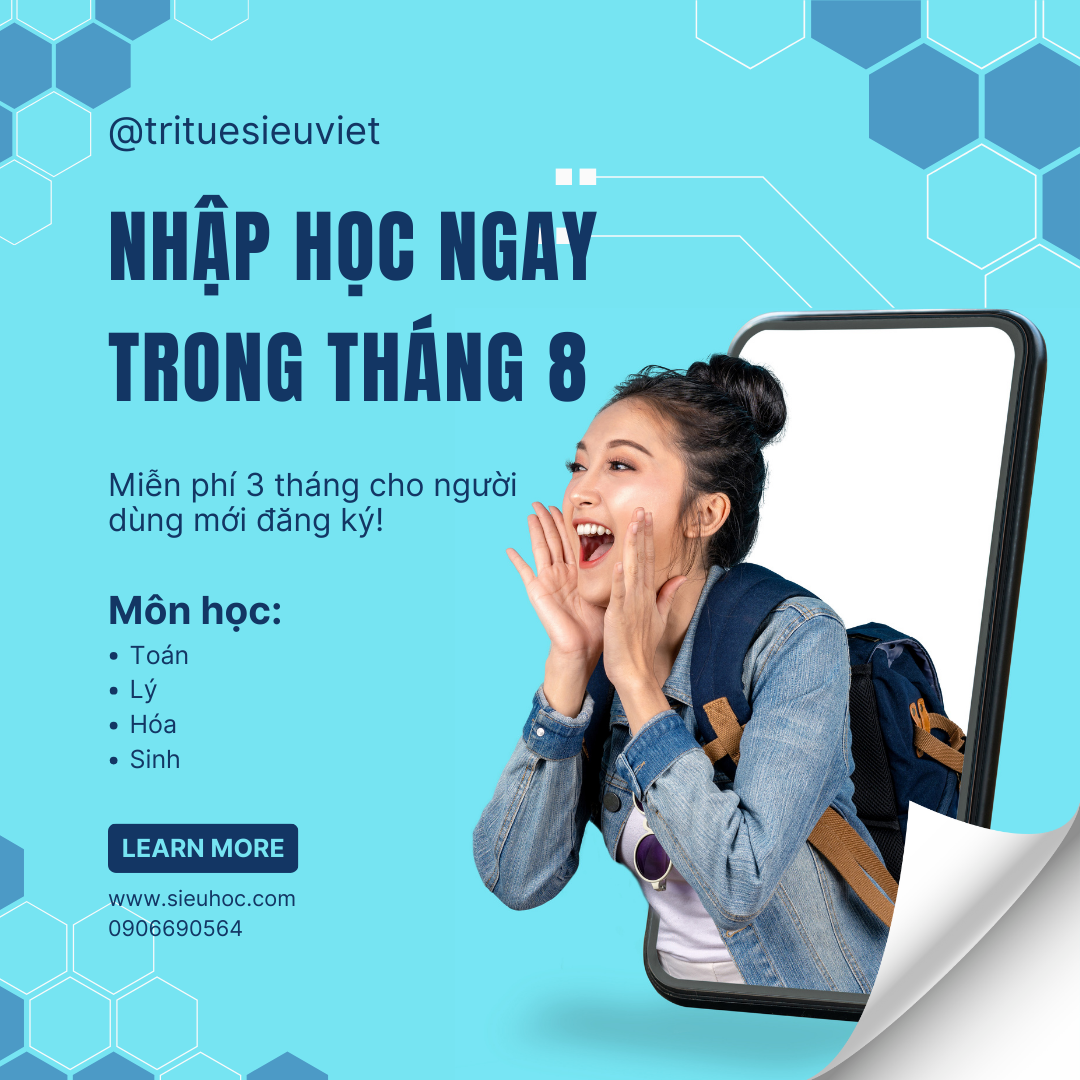 @trituesieuviet
NHẬP HỌC NGAY
TRONG THÁNG 8
Miễn phí 3 tháng cho người
dùng mới đăng ký!
Môn học:
• Toán
• Lý
• Hóa
• Sinh
LEARN MORE
www.sieuhoc.com
0906690564